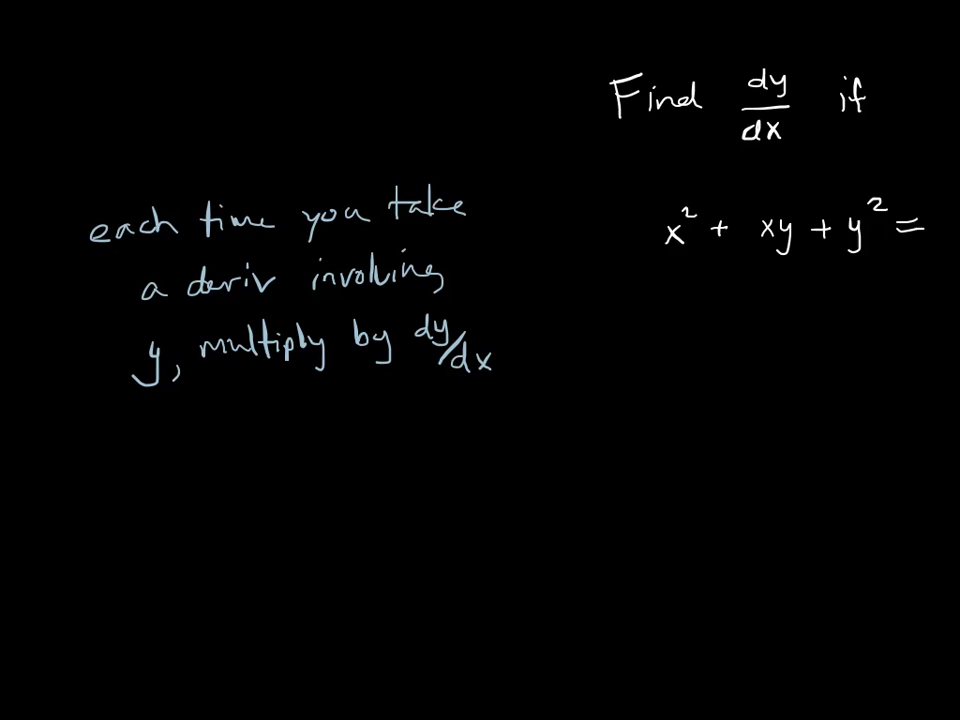 Find dy/dx if
x² + xy + y² =
each time you take
a deriv involving
y, multiply by dy/dx